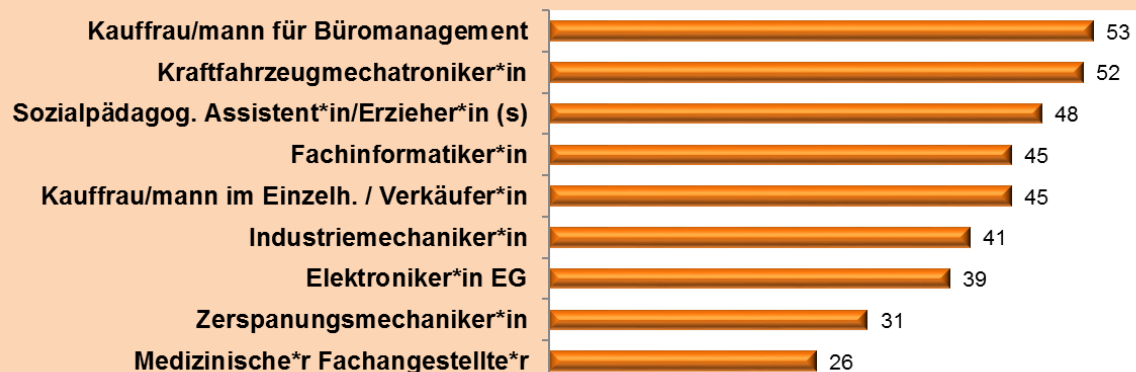 Kauffrau/mann für Büromanagement 53
Kraftfahrzeugmechatroniker*in 52
Sozialpädagog. Assistent*in/Erzieher*in (s) 48
Fachinformatiker*in 45
Kauffrau/mann im Einzelh. / Verkäufer*in 45
Industriemechaniker*in 41
Elektroniker*in EG 39
Zerspanungsmechaniker*in 31
Medizinische*r Fachangestellte*r 26